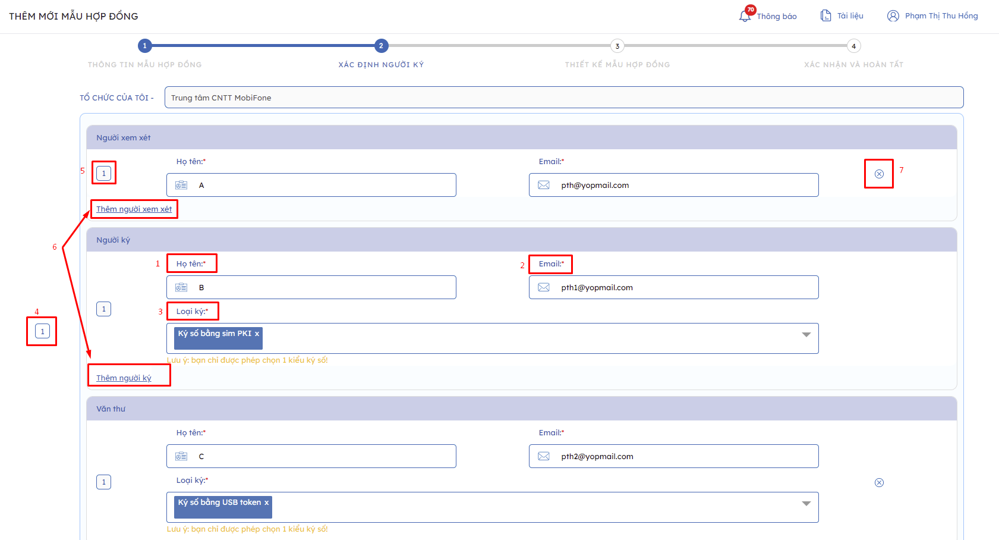 THÊM MỚI MẪU HỢP ĐỒNG
70
Thông báo
Tài liệu
Phạm Thị Thu Hồng
1
2
3
4
THÔNG TIN MẪU HỢP ĐỒNG
XÁC ĐỊNH NGƯỜI KÝ
THIẾT KẾ MẪU HỢP ĐỒNG
XÁC NHẬN VÀ HOÀN TẤT
TỔ CHỨC CỦA TÔI -
Trung tâm CNTT MobiFone
Người xem xét
Họ tên:*
Email:*
5
1
A
pth@yopmail.com
7
Thêm người xem xét
6
Người ký
1
Họ tên:*
2
Email:*
B
pth1@yopmail.com
1
3
Loại ký:*
4
1
Ký số bằng sim PKI x
Lưu ý: bạn chỉ được phép chọn 1 kiểu ký số!
Thêm người ký
Văn thư
Họ tên:*
Email:*
C
pth2@yopmail.com
1
Loại ký:*
Ký số bằng USB token x
Lưu ý: bạn chỉ được phép chọn 1 kiểu ký số!